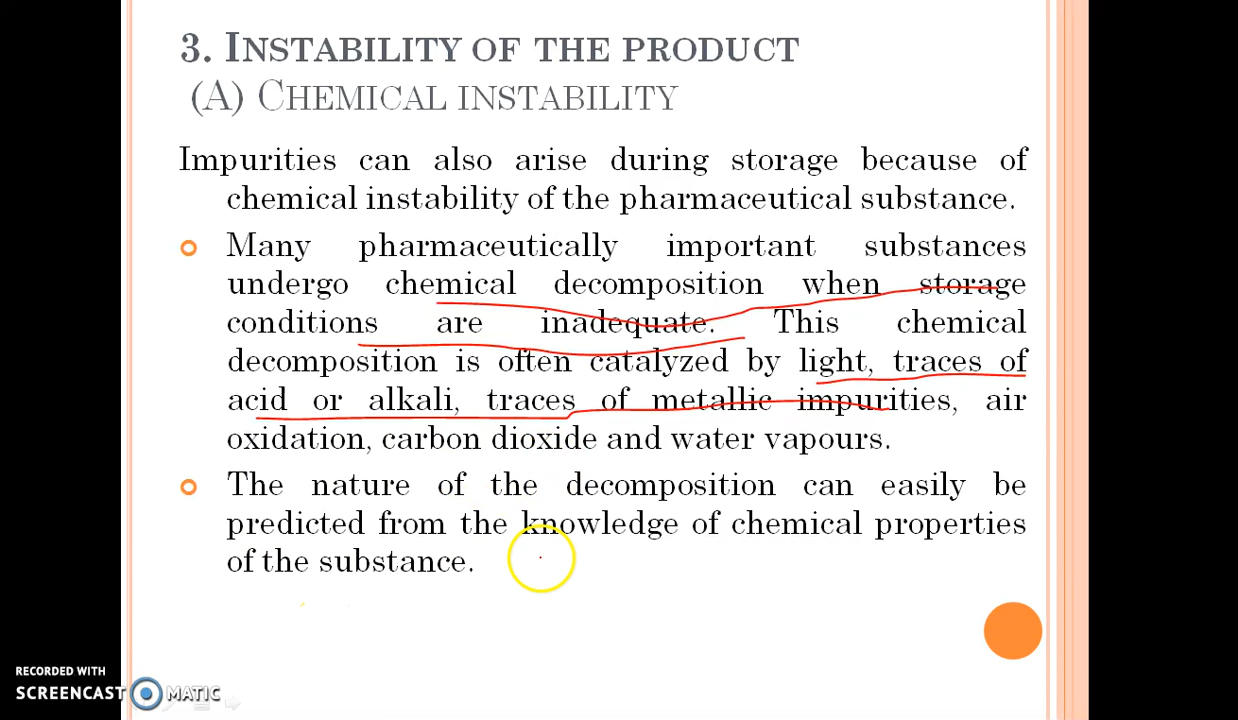 3. INSTABILITY OF THE PRODUCT
(A) CHEMICAL INSTABILITY
Impurities can also arise during storage because of
chemical instability of the pharmaceutical substance.
Many pharmaceutically important substances
undergo chemical decomposition when storage
conditions are inadequate. This chemical
decomposition is often catalyzed by light, traces of
acid or alkali, traces of metallic impurities, air
oxidation, carbon dioxide and water vapours.
The nature of the decomposition can easily be
predicted from the knowledge of chemical properties
of the substance.
RECORDED WITH
SCREENCAST MATIC